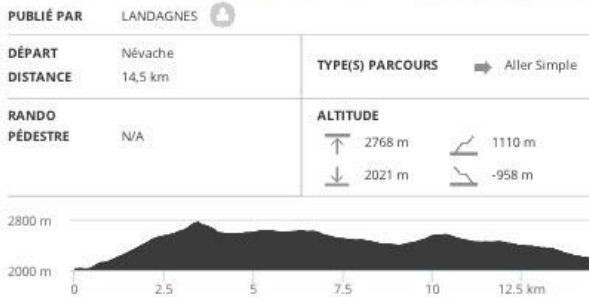 PUBLIÉ PAR LANDAGNES
DÉPART Névache
DISTANCE 14,5 km
TYPE(S) PARCOURS Aller Simple
RANDO PÉDESTRE N/A
ALTITUDE
2768 m 1110 m
2021 m -958 m
2800 m
2000 m
0 2.5 5 7.5 10 12.5 km